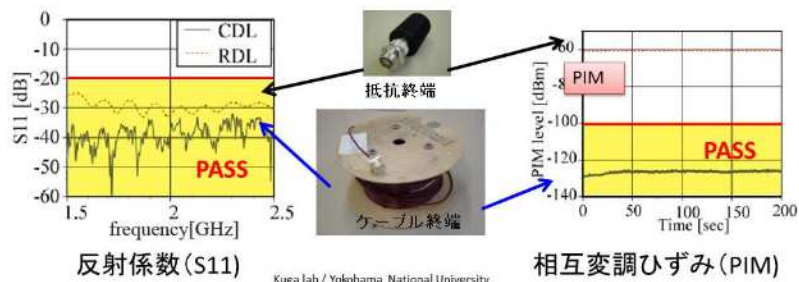 0
-10
-20
-30
-40
-50
-60
S11 [dB]
CDL
RDL
PASS
1.5
2
2.5
frequency[GHz]
反射係数(S11)
抵抗終端
ケーブル終端
Kuga lab / Yokohama National University
-60
-100
-120
-140
PIM level [dBm]
PIM
PASS
0
50
100
150
200
Time [sec]
相互変調ひずみ(PIM)